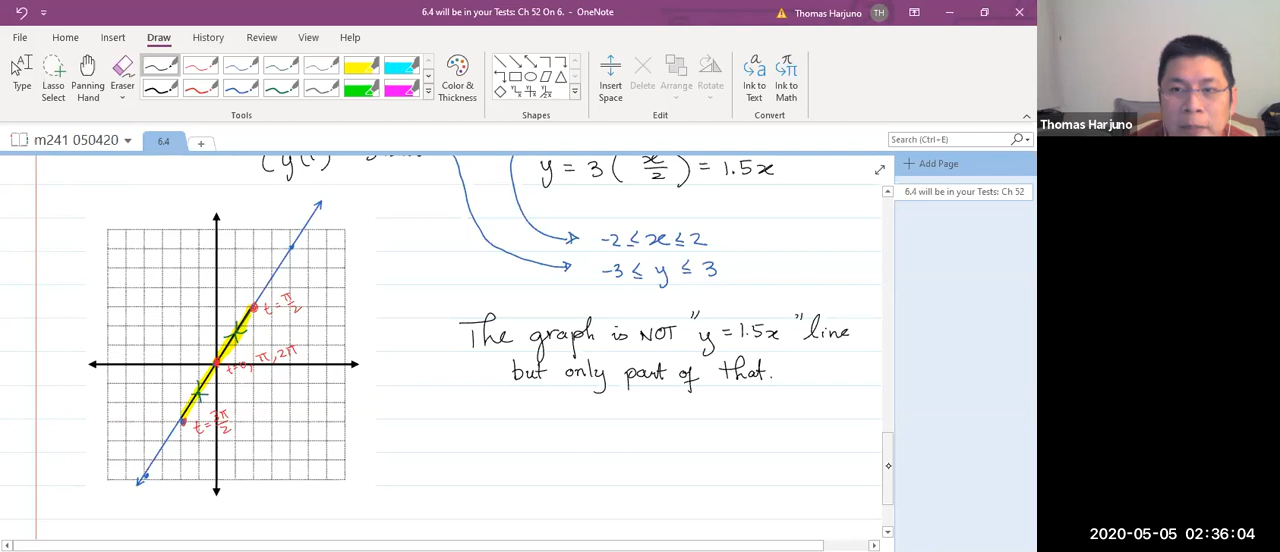 6.4 will be in your Tests: Ch 52 On 6. - OneNote
Thomas Harjuno
TH
File
Home
Insert
Draw
History
Review
View
Help
Type
Lasso Select
Panning Hand
Eraser
Color & Thickness
Insert Space
Delete
Arrange
Rotate
Ink to Text
Ink to Math
Tools
Shapes
Edit
Convert
m241 050420
6.4
Search (Ctrl+E)
Add Page
6.4 will be in your Tests: Ch 52
y = 3 ( x/2 ) = 1.5x
-2 ≤ x ≤ 2
-3 ≤ y ≤ 3
The graph is NOT "y = 1.5x" line
but only part of that.
t = π/2
t=0, π, 2π
t = 3π/2
Thomas Harjuno
2020-05-05 02:36:04